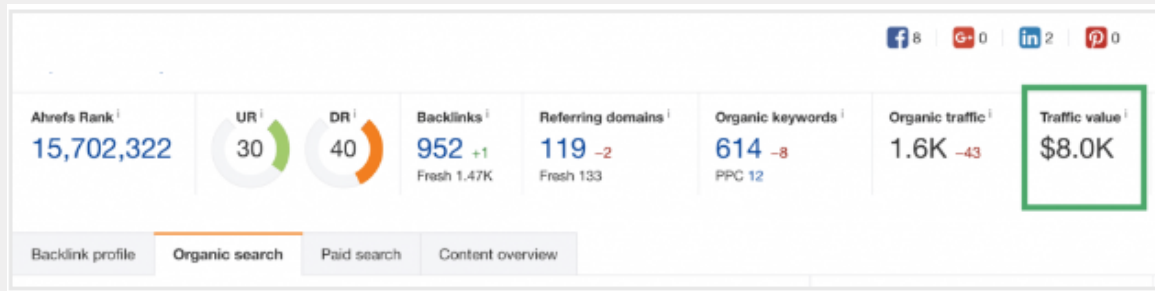 8 G+ 0 in 2 0
Ahrefs Rank i UR i DR i Backlinks i Referring domains i Organic keywords i Organic traffic i Traffic value i
15,702,322 30 40 952 +1 119 -2 614 -8 1.6K -43 $8.0K
Fresh 1.47K Fresh 133 PPC 12
Backlink profile Organic search Paid search Content overview